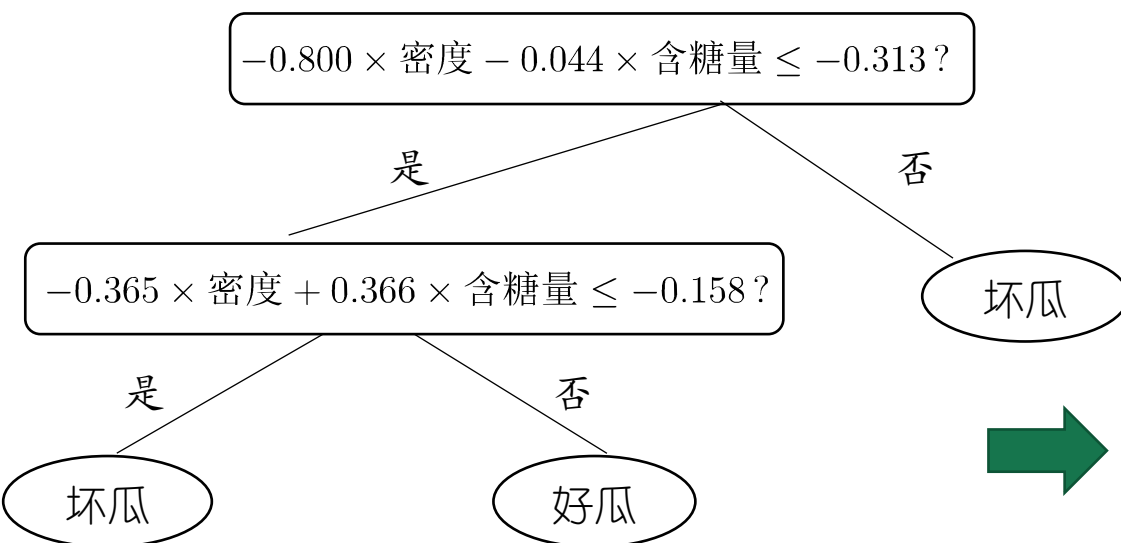 −0.800 × 密度 − 0.044 × 含糖量 ≤ −0.313?
是
否
−0.365 × 密度 + 0.366 × 含糖量 ≤ −0.158?
坏瓜
是
否
坏瓜
好瓜